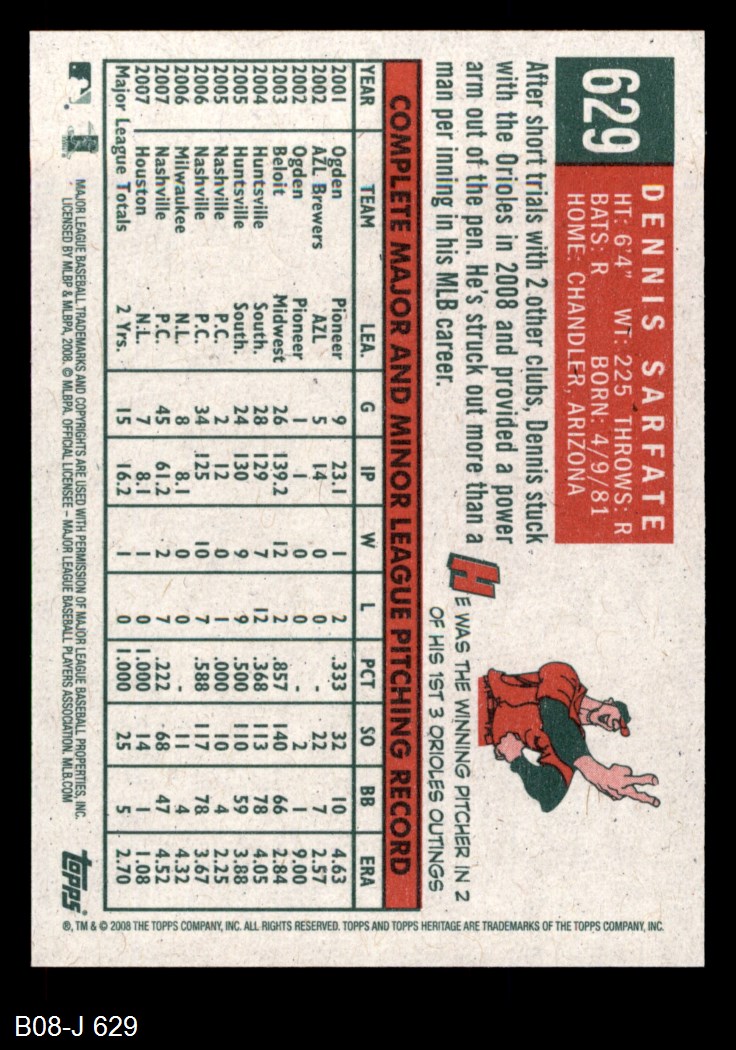 629
DENNIS SARFATE
HT: 6'4" WT: 225 THROWS: R
BATS: R BORN: 4/9/81
HOME: CHANDLER, ARIZONA
After short trials with 2 other clubs, Dennis stuck
with the Orioles in 2008 and provided a power
arm out of the pen. He's struck out more than a
man per inning in his MLB career.
HE WAS THE WINNING PITCHER IN 2
OF HIS 1ST 3 ORIOLES OUTINGS
COMPLETE MAJOR AND MINOR LEAGUE PITCHING RECORD
YEAR TEAM LEA. G IP W L PCT SO BB ERA
2001 Ogden Pioneer 9 23.1 1 2 .333 32 10 4.63
2002 AZL Brewers AZL 5 14 0 0 - 22 7 2.57
2002 Ogden Pioneer 1 1 0 0 - 2 1 9.00
2003 Beloit Midwest 26 139.2 12 2 .857 140 66 2.84
2004 Huntsville South. 28 129 7 12 .368 113 78 4.05
2005 Huntsville South. 24 130 9 9 .500 110 59 3.88
2005 Nashville P.C. 2 12 0 1 .000 10 4 2.25
2006 Nashville P.C. 34 125 10 7 .588 117 78 3.67
2006 Milwaukee N.L. 8 8.1 0 0 - 11 4 4.32
2007 Nashville P.C. 45 61.2 2 7 .222 68 47 4.52
2007 Houston N.L. 7 8.1 1 0 1.000 14 1 1.08
Major League Totals 2 Yrs. 15 16.2 1 0 1.000 25 5 2.70
MAJOR LEAGUE BASEBALL TRADEMARKS AND COPYRIGHTS ARE USED WITH PERMISSION OF MAJOR LEAGUE BASEBALL PROPERTIES, INC.
LICENSED BY MLBP & MLBPA, 2008. © MLBPA. OFFICIAL LICENSEE – MAJOR LEAGUE BASEBALL PLAYERS ASSOCIATION. MLB.COM
topps
®, TM & © 2008 THE TOPPS COMPANY, INC. ALL RIGHTS RESERVED. TOPPS AND TOPPS HERITAGE ARE TRADEMARKS OF THE TOPPS COMPANY, INC.
B08-J 629